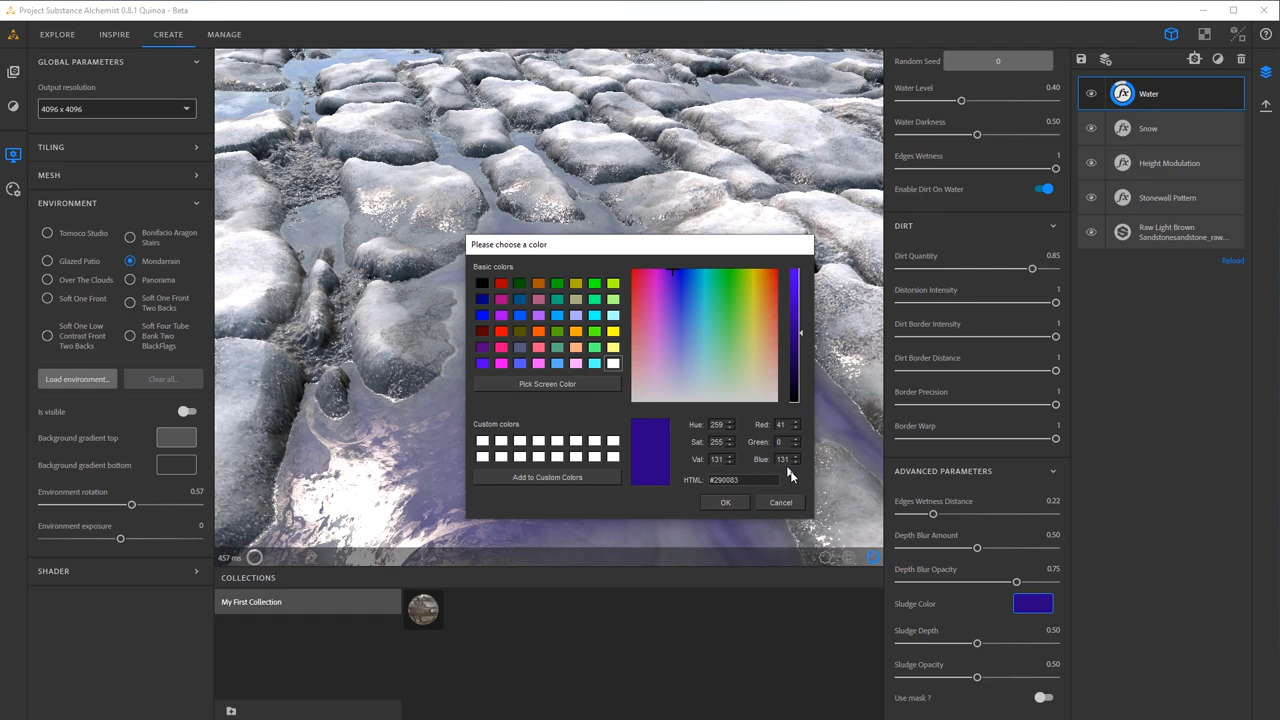 Project Substance Alchemist 0.8.1 Quinoa - Beta
EXPLORE
INSPIRE
CREATE
MANAGE
GLOBAL PARAMETERS
Output resolution
4096 x 4096
TILING
MESH
ENVIRONMENT
Tomoco Studio
Bonifacio Aragon
Stairs
Glazed Patio
Mondarrain
Over The Clouds
Panorama
Soft One Front
Soft One Front
Two Backs
Soft One Low
Contrast Front
Two Backs
Soft Four Tube
Bank Two
BlackFlags
Load environment...
Clear all...
Is visible
Background gradient top
Background gradient bottom
Environment rotation 0.57
Environment exposure 0
SHADER
457 ms
COLLECTIONS
My First Collection
Please choose a color
Basic colors
Pick Screen Color
Custom colors
Add to Custom Colors
Hue: 259
Red: 41
Sat: 255
Green: 0
Val: 131
Blue: 131
HTML: #290083
OK
Cancel
Random Seed 0
Water Level 0.40
Water Darkness 0.50
Edges Wetness 1
Enable Dirt On Water
DIRT
Dirt Quantity 0.85
Distorsion Intensity 1
Dirt Border Intensity 1
Dirt Border Distance 1
Border Precision 1
Border Warp 1
ADVANCED PARAMETERS
Edges Wetness Distance 0.22
Depth Blur Amount 0.50
Depth Blur Opacity 0.75
Sludge Color
Sludge Depth 0.50
Sludge Opacity 0.50
Use mask ?
fx Water
fx Snow
fx Height Modulation
fx Stonewall Pattern
Raw Light Brown
Sandstonesandstone_raw...
Reload